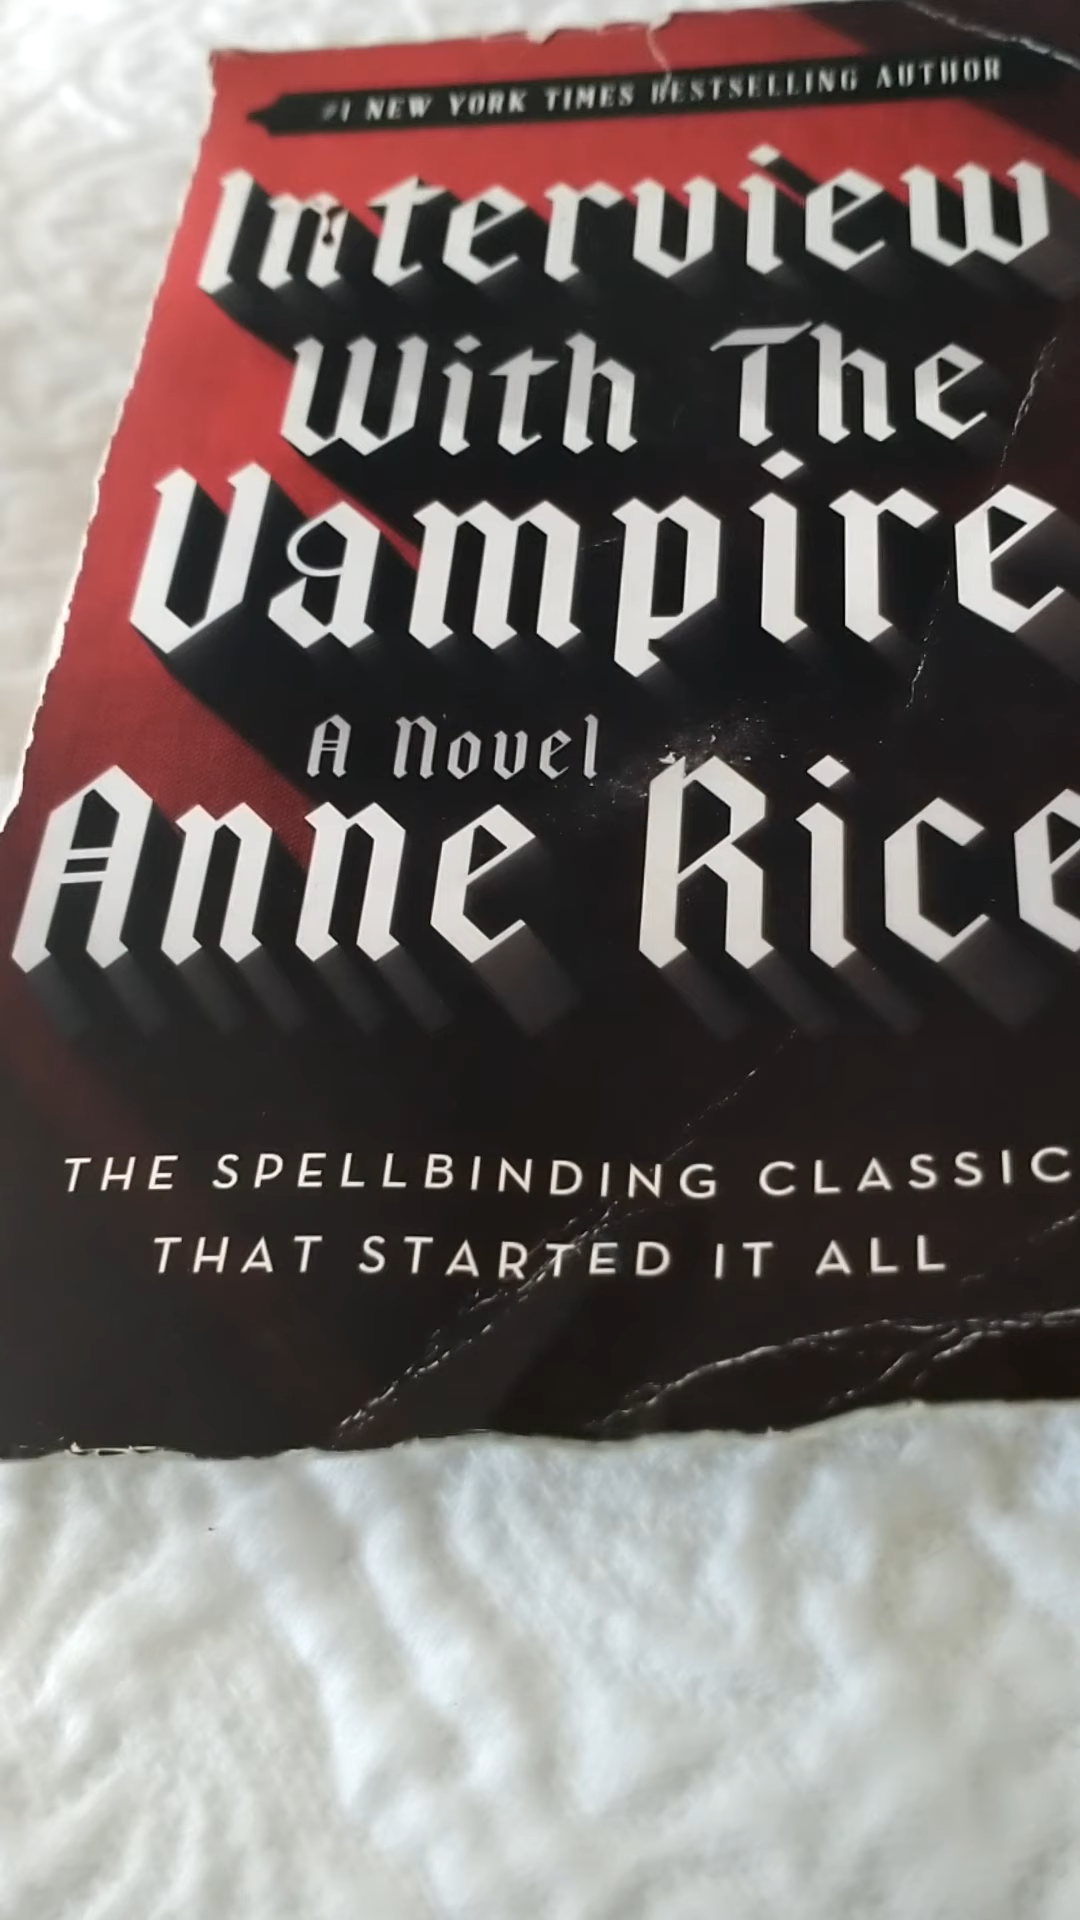 #1 NEW YORK TIMES BESTSELLING AUTHOR
Interview
With The
Vampire
A Novel
Anne Rice
THE SPELLBINDING CLASSIC
THAT STARTED IT ALL